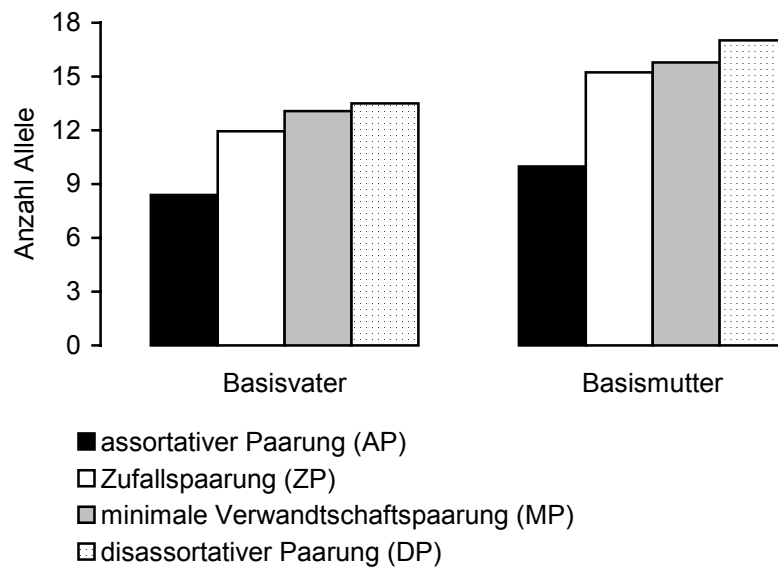 18
15
12
9
6
3
0
Anzahl Allele
Basisvater
Basismutter
assortativer Paarung (AP)
Zufallspaarung (ZP)
minimale Verwandtschaftspaarung (MP)
disassortativer Paarung (DP)